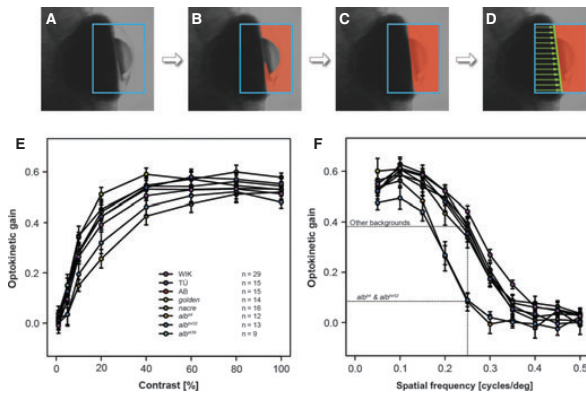 A B C D
E
Optokinetic gain
0.6
0.4
0.2
0.0
WIK n = 29
TÜ n = 15
AB n = 15
golden n = 14
nacre n = 16
n = 12
n = 13
n = 9
0 20 40 60 80 100
Contrast [%]
F
Optokinetic gain
0.6
0.4
0.2
0.0
Other backgrounds
0.0 0.1 0.2 0.3 0.4 0.5
Spatial frequency [cycles/deg]